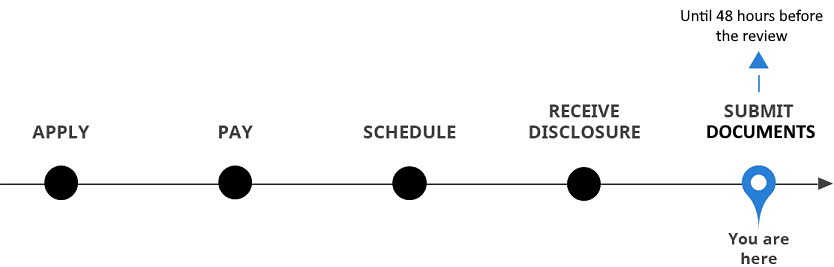 Until 48 hours before
the review
APPLY
PAY
SCHEDULE
RECEIVE
DISCLOSURE
SUBMIT
DOCUMENTS
You are
here